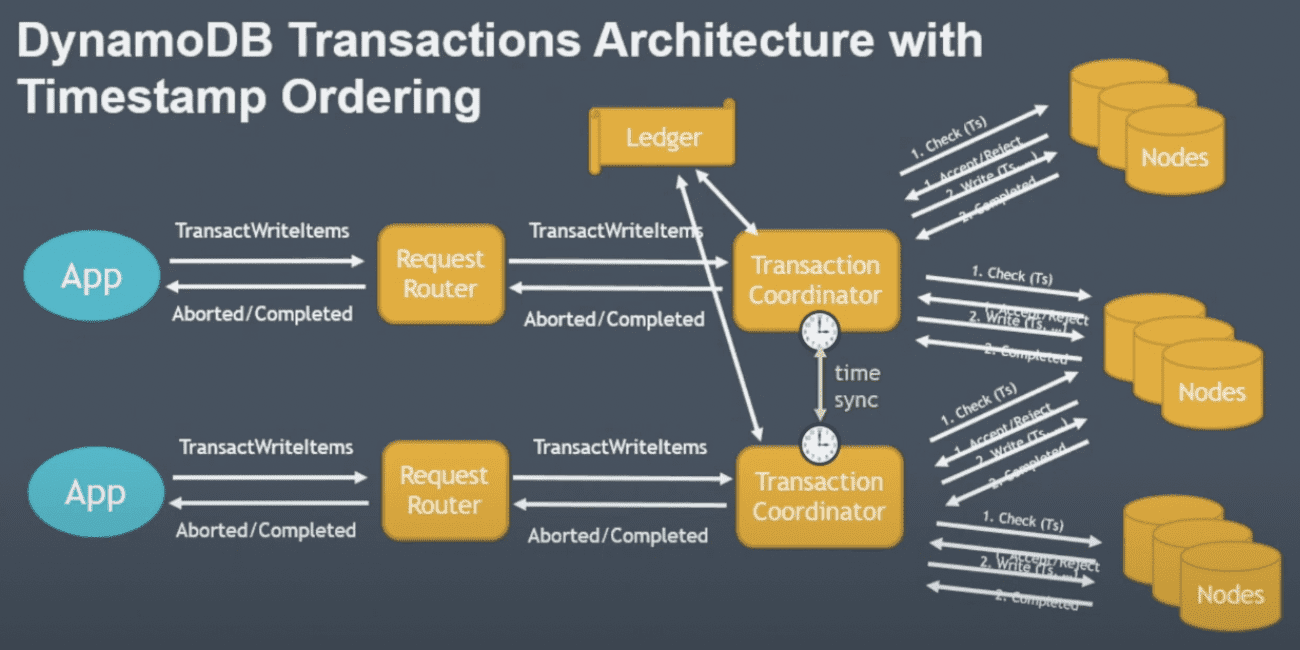 DynamoDB Transactions Architecture with
Timestamp Ordering
Ledger
1. Check (Ts)
1. Accept/Reject
2. Write (Ts, ...)
2. Completed
Nodes
App
TransactWriteItems
Aborted/Completed
Request
Router
TransactWriteItems
Aborted/Completed
Transaction
Coordinator
1. Check (Ts)
1. Accept/Reject
2. Write (Ts, ...)
2. Completed
Nodes
time
sync
1. Check (Ts)
1. Accept/Reject
2. Write (Ts, ...)
2. Completed
App
TransactWriteItems
Aborted/Completed
Request
Router
TransactWriteItems
Aborted/Completed
Transaction
Coordinator
1. Check (Ts)
1. Accept/Reject
2. Write (Ts, ...)
2. Completed
Nodes